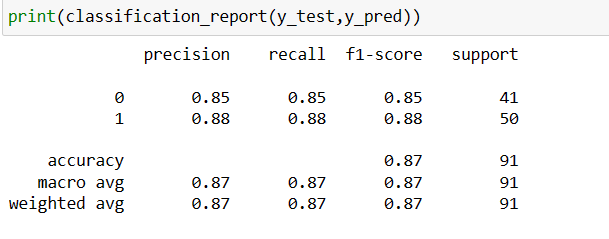 print(classification_report(y_test,y_pred))
precision recall f1-score support
0 0.85 0.85 0.85 41
1 0.88 0.88 0.88 50
accuracy 0.87 91
macro avg 0.87 0.87 0.87 91
weighted avg 0.87 0.87 0.87 91